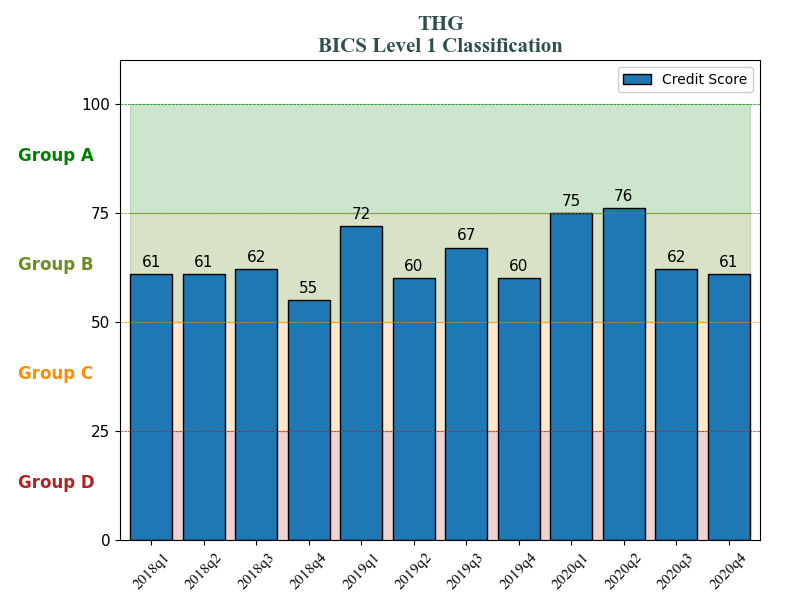 THG
BICS Level 1 Classification
Credit Score
100
Group A
75
Group B
50
Group C
25
Group D
0
61
61
62
55
72
60
67
60
75
76
62
61
2018q1
2018q2
2018q3
2018q4
2019q1
2019q2
2019q3
2019q4
2020q1
2020q2
2020q3
2020q4